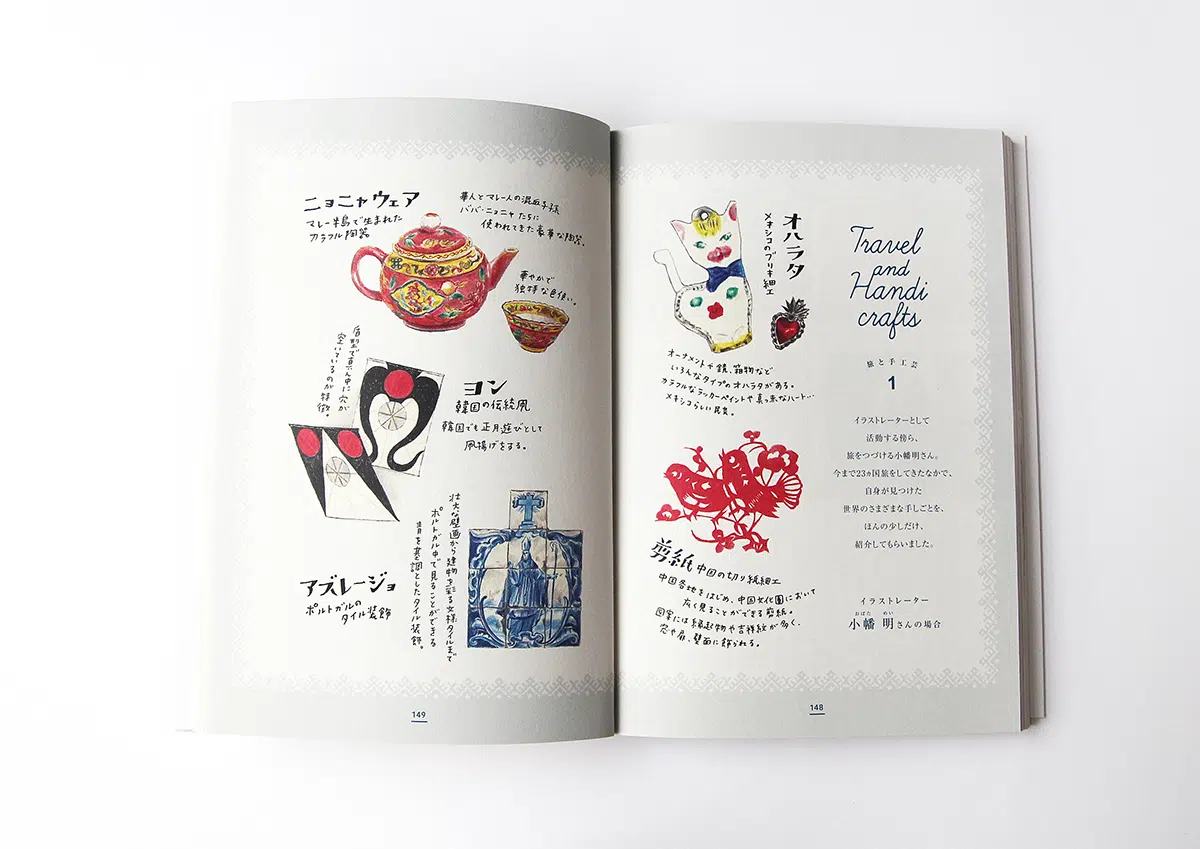 Travel
and
Handi
crafts
旅と手工芸
1
イラストレーターとして
活動する傍ら、
旅をつづける小幡明さん。
今まで23カ国旅をしてきたなかで、
自身が見つけた
世界のさまざまな手しごとを、
ほんの少しだけ、
紹介してもらいました。
イラストレーター
おばた めい
小幡 明さんの場合
オハラタ
メキシコのブリキ細工
オーナメントや鏡、箱物など
いろんなタイプのオハラタがある。
カラフルなラッカーペイントや真っ赤なハート…
メキシコらしい民芸。
剪紙 中国の切り紙細工
中国各地をはじめ、中国文化圏において
広く見ることができる剪紙。
図案には縁起物や吉祥紋が多く、
窓や扉、壁面に飾られる。
148
ニョニャウェア
マレー半島で生まれた
カラフル陶器
華人とマレー人の混血子孫
ババ・ニョニャたちに
使われてきた豪華な陶器。
華やかで
独特な色使い。
ヨン
韓国の伝統凧
韓国でも正月遊びとして
凧揚げをする。
盾型で真ん中に穴が
空いているのが特徴。
アズレージョ
ポルトガルの
タイル装飾
壮大な壁画から建物を彩る文様タイルまで
ポルトガル中で見ることができる
青を基調としたタイル装飾。
149